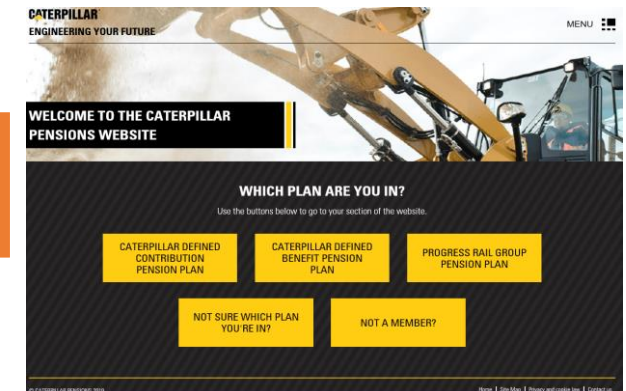 CATERPILLAR
ENGINEERING YOUR FUTURE
MENU
WELCOME TO THE CATERPILLAR
PENSIONS WEBSITE
WHICH PLAN ARE YOU IN?
Use the buttons below to go to your section of the website.
CATERPILLAR DEFINED
CONTRIBUTION
PENSION PLAN
CATERPILLAR DEFINED
BENEFIT PENSION
PLAN
PROGRESS RAIL GROUP
PENSION PLAN
NOT SURE WHICH PLAN
YOU'RE IN?
NOT A MEMBER?
© CATERPILLAR PENSIONS
Home | Site Map | Privacy and cookie law | Contact us